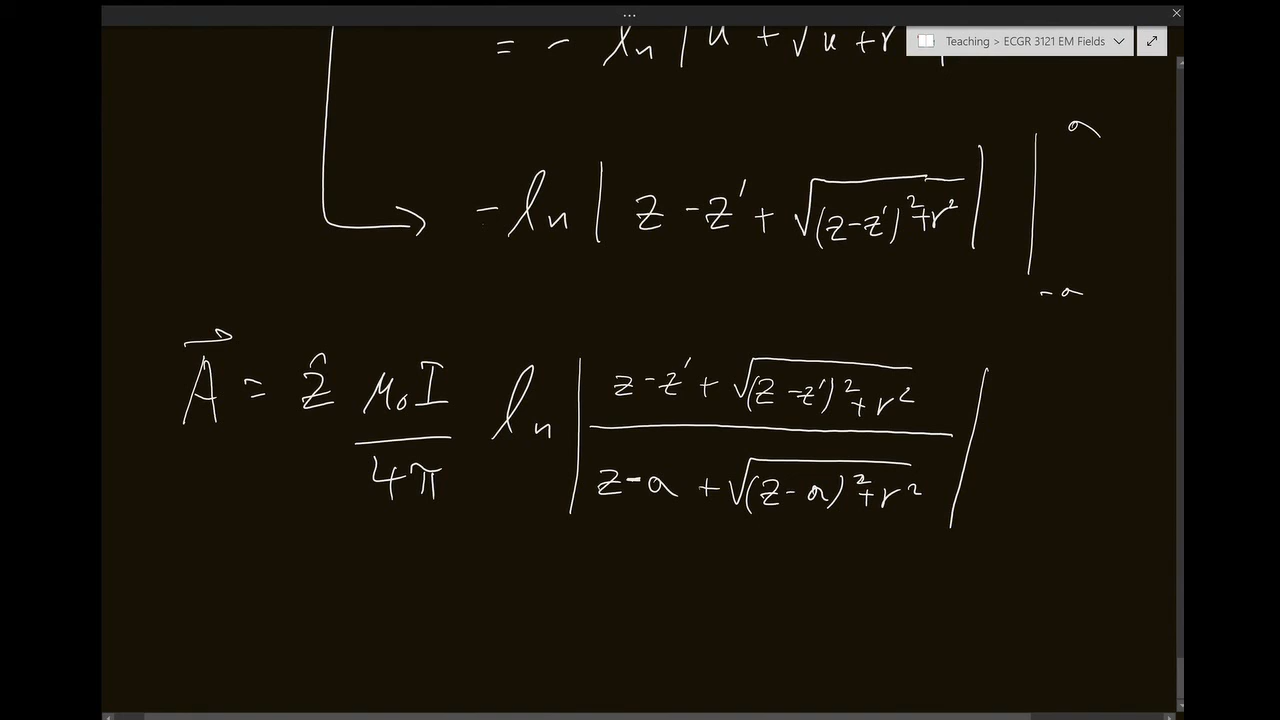 ...
Teaching > ECGR 3121 EM Fields
= - ln | u + √u + r
-ln | z - z' + √(z-z')² + r² | |ᵃ₋ₐ
A⃗ = ẑ μ₀I / 4π ln | z - z' + √(z - z')² + r² / z - a + √(z - a)² + r² |